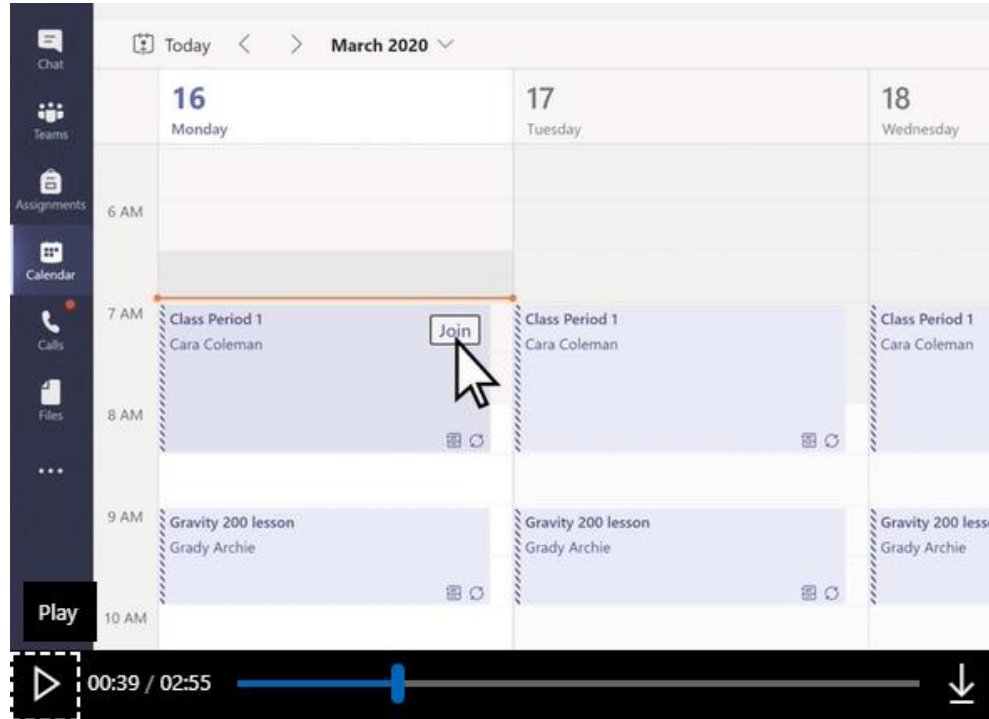 Chat
Teams
Assignments
Calendar
Calls
Files
Today
March 2020
16
Monday
17
Tuesday
18
Wednesday
6 AM
7 AM
8 AM
9 AM
10 AM
Class Period 1
Cara Coleman
Join
Class Period 1
Cara Coleman
Class Period 1
Cara Coleman
Gravity 200 lesson
Grady Archie
Gravity 200 lesson
Grady Archie
Gravity 200 less
Grady Archie
Play
00:39 / 02:55